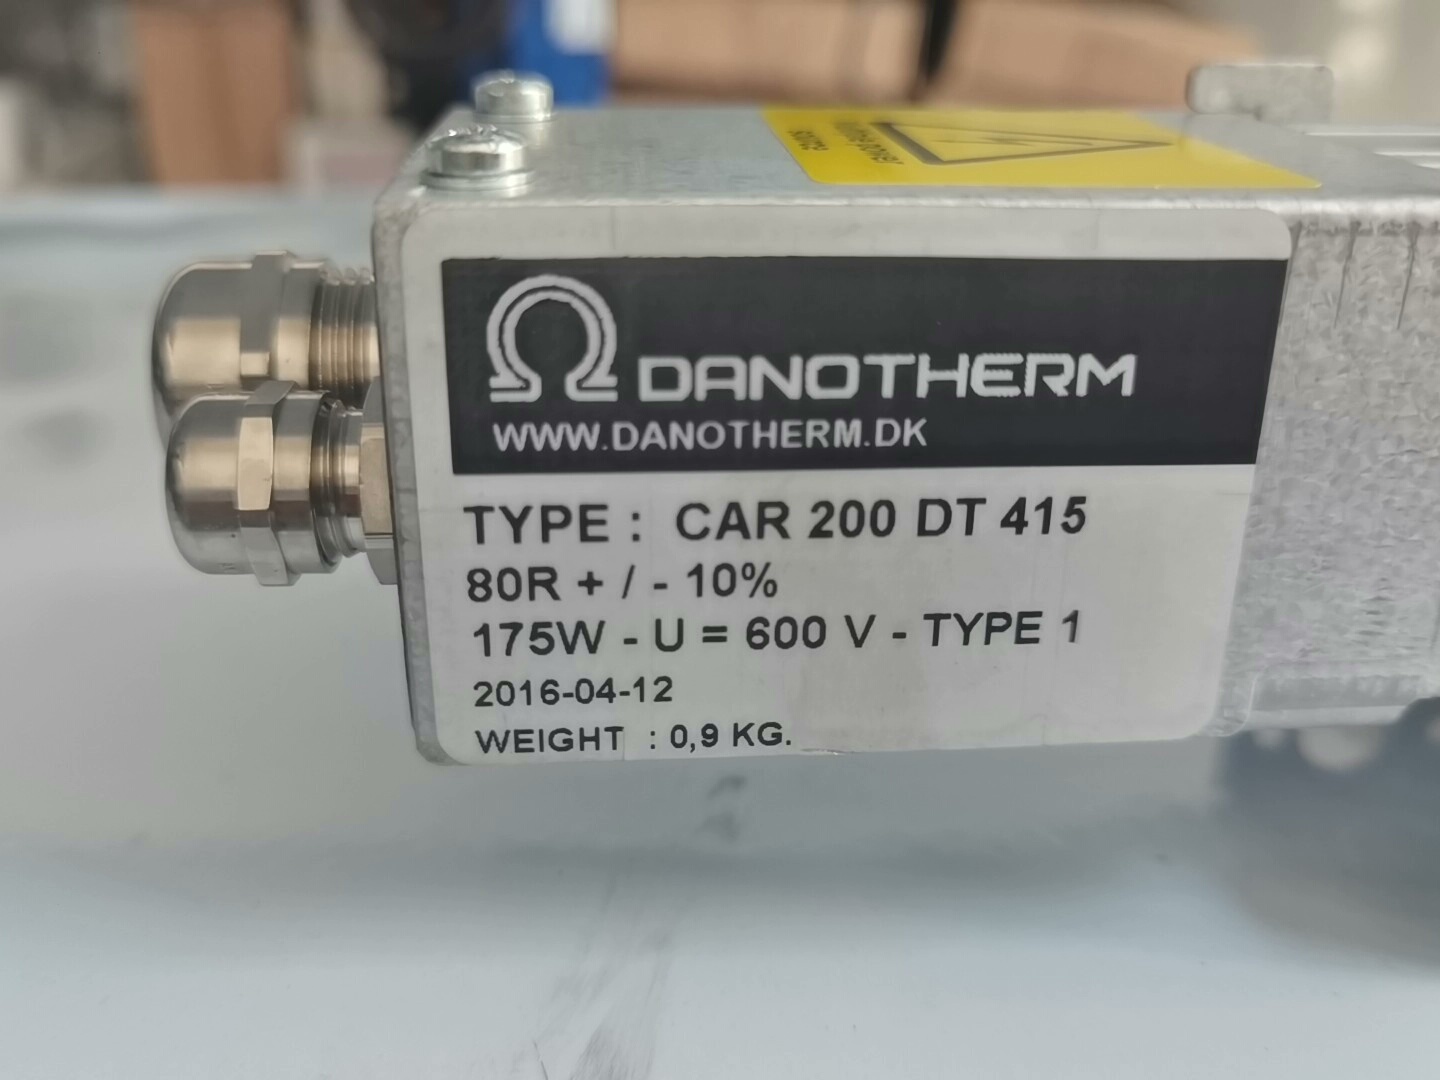 DANOTHERM
WWW.DANOTHERM.DK
TYPE : CAR 200 DT 415
80R + / - 10%
175W - U = 600 V - TYPE 1
2016-04-12
WEIGHT : 0,9 KG.